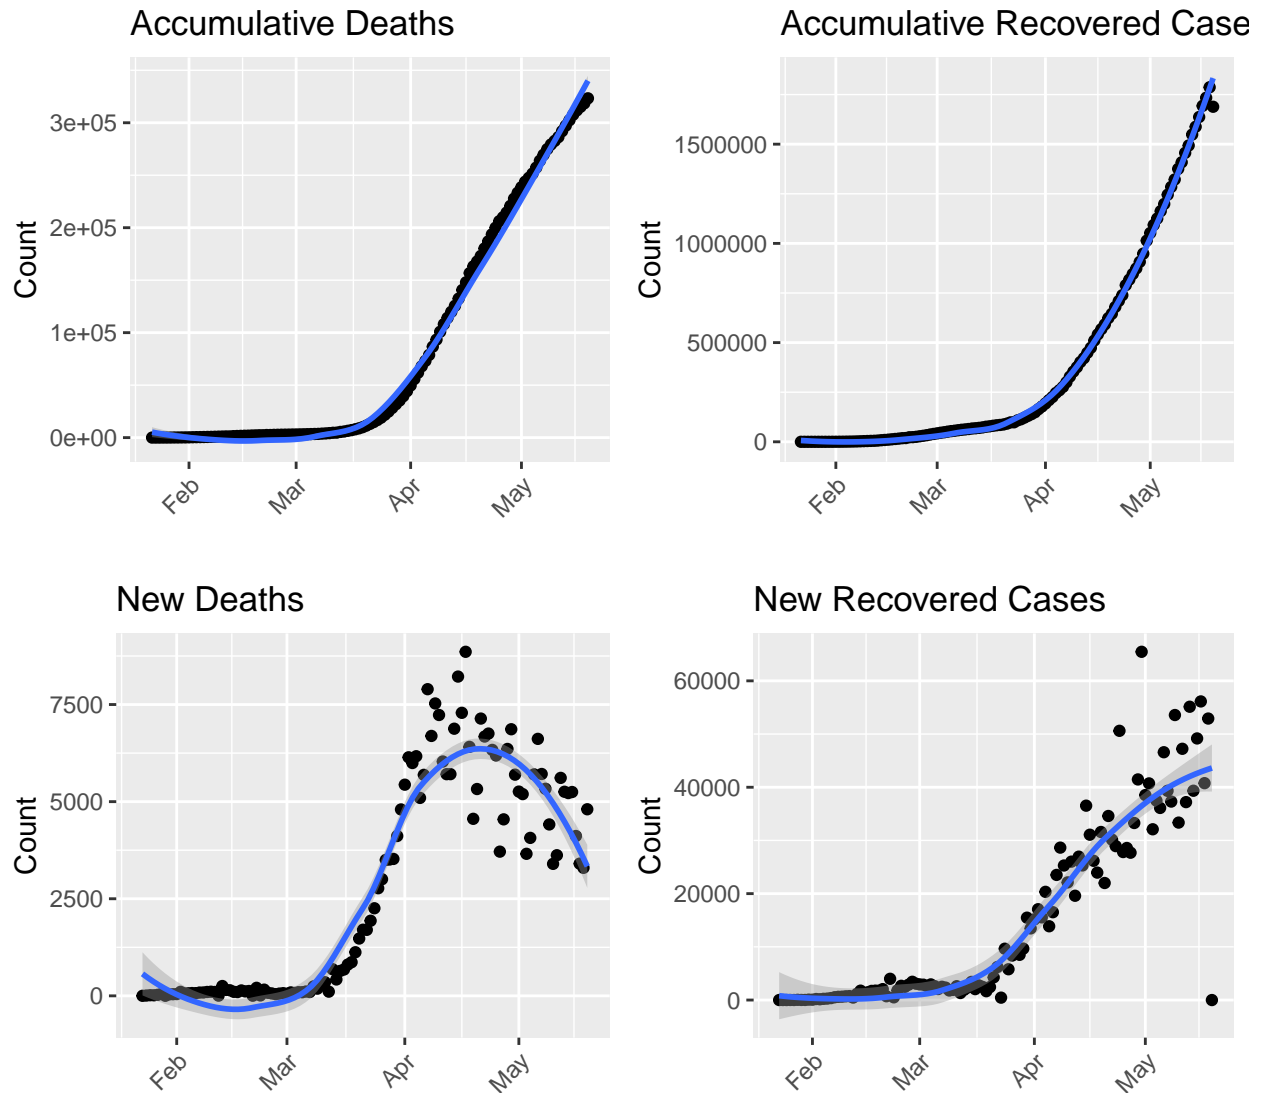 Accumulative Deaths
Count
3e+05
2e+05
1e+05
0e+00
Feb
Mar
Apr
May
Accumulative Recovered Case
Count
1500000
1000000
500000
0
Feb
Mar
Apr
May
New Deaths
Count
7500
5000
2500
0
Feb
Mar
Apr
May
New Recovered Cases
Count
60000
40000
20000
0
Feb
Mar
Apr
May